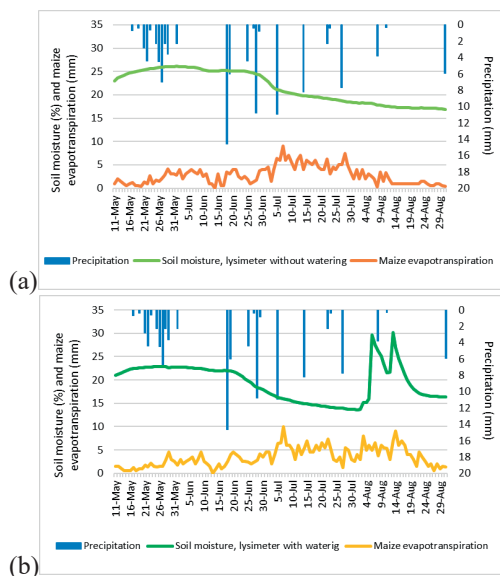 Soil moisture (%) and maize
evapotranspiration (mm)
35
30
25
20
15
10
5
0
0
2
4
6
8
10
12
14
16
18
20
Precipitation (mm)
11-May
16-May
21-May
26-May
31-May
5-Jun
10-Jun
15-Jun
20-Jun
25-Jun
30-Jun
5-Jul
10-Jul
15-Jul
20-Jul
25-Jul
30-Jul
4-Aug
9-Aug
14-Aug
19-Aug
24-Aug
29-Aug
Precipitation
Soil moisture, lysimeter without watering
Maize evapotranspiration
(a)
Soil moisture (%) and maize
evapotranspiration (mm)
35
30
25
20
15
10
5
0
0
2
4
6
8
10
12
14
16
18
20
Precipitation (mm)
11-May
16-May
21-May
26-May
31-May
5-Jun
10-Jun
15-Jun
20-Jun
25-Jun
30-Jun
5-Jul
10-Jul
15-Jul
20-Jul
25-Jul
30-Jul
4-Aug
9-Aug
14-Aug
19-Aug
24-Aug
29-Aug
Precipitation
Soil moisture, lysimeter with waterig
Maize evapotranspiration
(b)